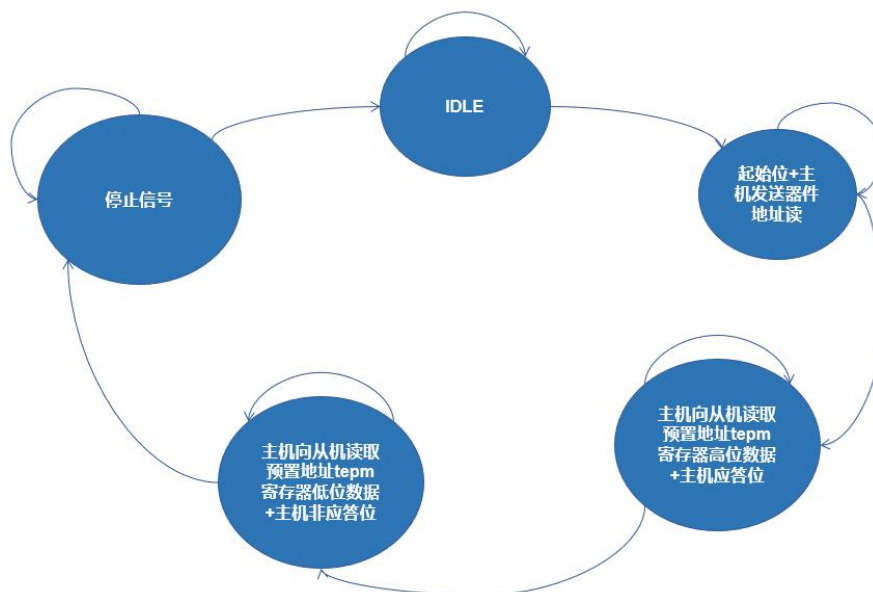 IDLE
起始位+主
机发送器件
地址读
停止信号
主机向从机读取
预置地址tepm
寄存器高位数据
+主机应答位
主机向从机读取
预置地址tepm
寄存器低位数据
+主机非应答位